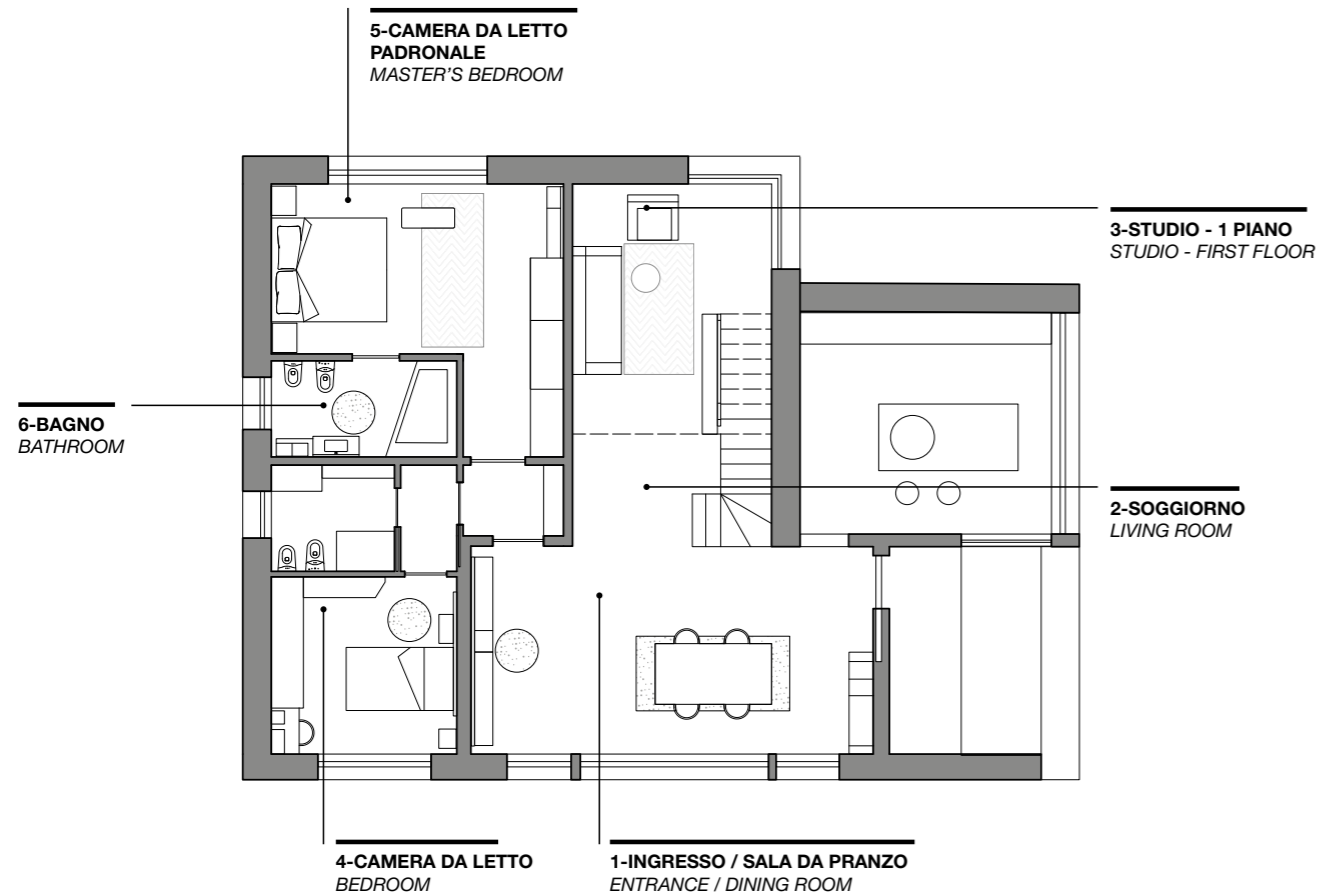 5-CAMERA DA LETTO
PADRONALE
MASTER'S BEDROOM
3-STUDIO - 1 PIANO
STUDIO - FIRST FLOOR
6-BAGNO
BATHROOM
2-SOGGIORNO
LIVING ROOM
4-CAMERA DA LETTO
BEDROOM
1-INGRESSO / SALA DA PRANZO
ENTRANCE / DINING ROOM